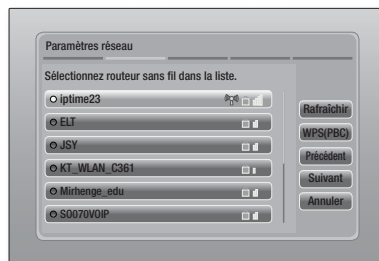 Paramètres réseau
Sélectionnez routeur sans fil dans la liste.
iptime23
ELT
JSY
KT_WLAN_C361
Mirhenge_edu
SO070VOIP
Rafraîchir
WPS(PBC)
Précédent
Suivant
Annuler